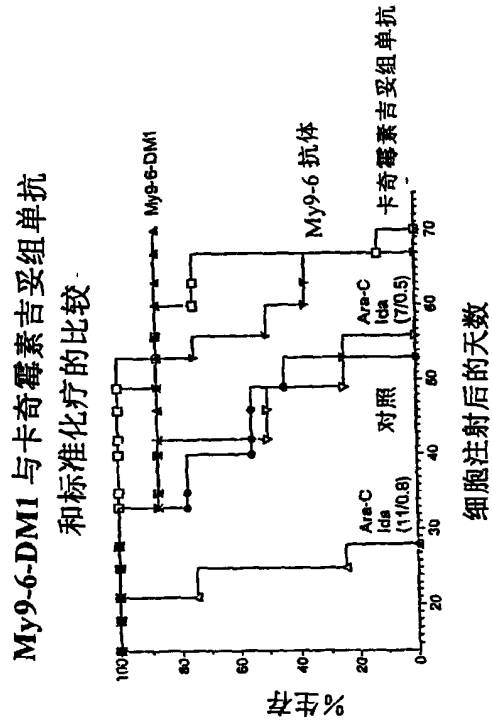 My9-6-DM1 与卡奇霉素吉妥组单抗
和标准化疗的比较
100
80
60
40
20
0
%生存
20
30
40
50
60
70
My9-6-DM1
My9-6 抗体
卡奇霉素吉妥组单抗
对照
Ara-C
Ida
(11/0.8)
Ara-C
Ida
(7/0.5)
细胞注射后的天数